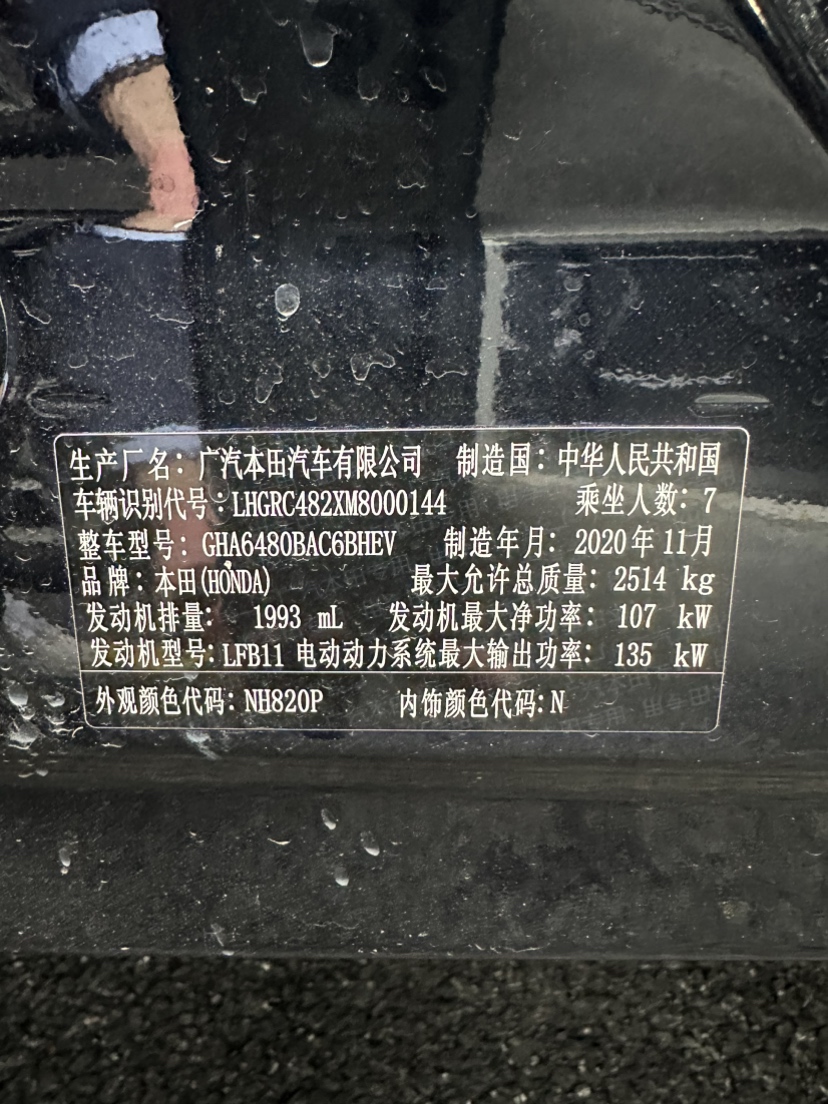 生产厂名：广汽本田汽车有限公司 制造国：中华人民共和国
车辆识别代号：LHGRC482XM8000144 乘坐人数：7
整车型号：GHA6480BAC6BHEV 制造年月：2020年11月
品牌：本田(HONDA) 最大允许总质量：2514 kg
发动机排量： 1993 mL 发动机最大净功率：107 kW
发动机型号：LFB11 电动动力系统最大输出功率：135 kW
外观颜色代码：NH820P 内饰颜色代码：N